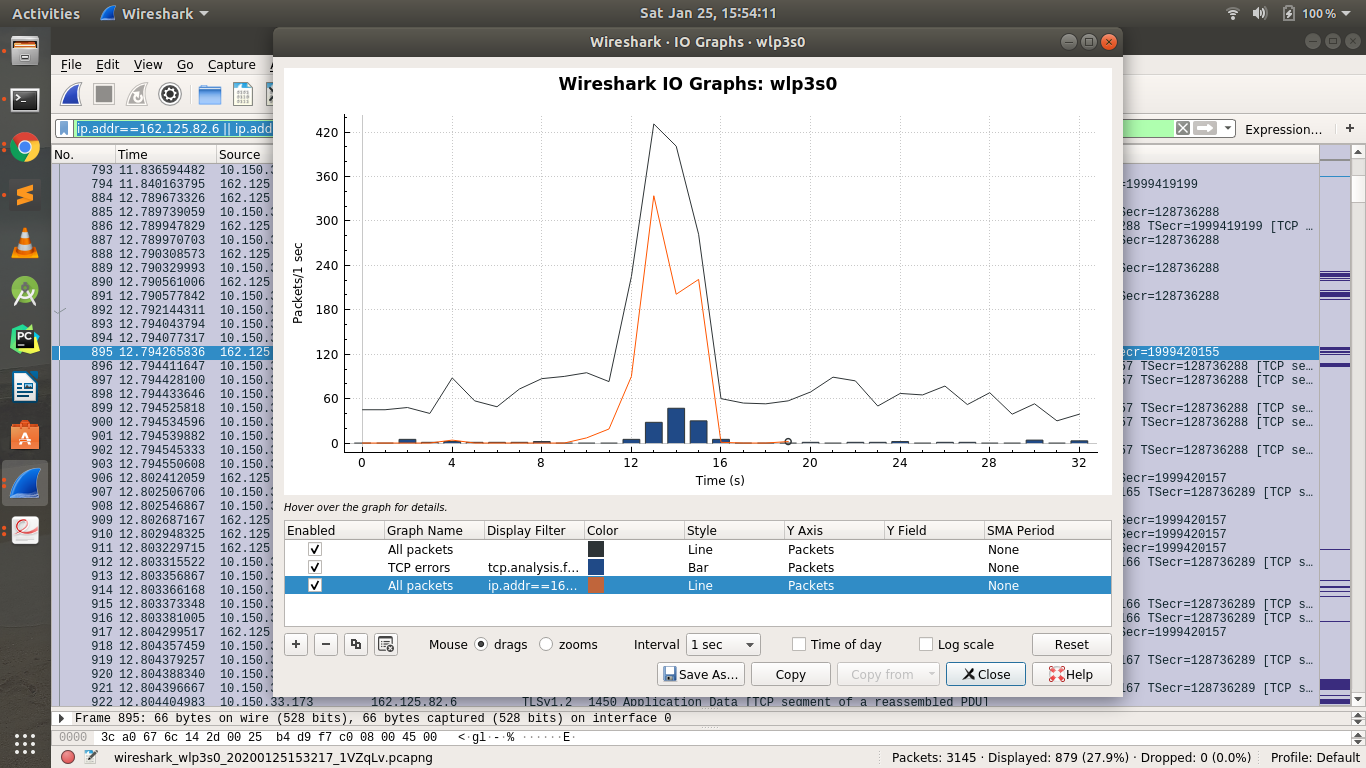 Activities Wireshark Sat Jan 25, 15:54:11 100 %
Wireshark · IO Graphs · wlp3s0
File Edit View Go Capture
Wireshark IO Graphs: wlp3s0
ip.addr==162.125.82.6 || ip.add
Expression… +
No. Time Source
793 11.836594482 10.150.3
794 11.840163795 162.125 =1999419199
884 12.789673326 162.125
885 12.789739059 10.150.3 Secr=128736288
886 12.789947829 162.125 288 TSecr=1999419199 [TCP …
887 12.789970703 10.150.3 Secr=128736288
888 12.790308573 162.125
889 12.790329993 10.150.3 Secr=128736288
890 12.790561006 162.125
891 12.790577842 10.150.3 Secr=128736288
892 12.792144311 10.150.3
893 12.794043794 10.150.3
894 12.794077317 10.150.3
895 12.794265836 162.125 ecr=1999420155
896 12.794411647 10.150.3 57 TSecr=128736288 [TCP se…
897 12.794428100 10.150.3 57 TSecr=128736288 [TCP se…
898 12.794433646 10.150.3
899 12.794525818 10.150.3 57 TSecr=128736288 [TCP se…
900 12.794534596 10.150.3 57 TSecr=128736288 [TCP se…
901 12.794539882 10.150.3
902 12.794545333 10.150.3 57 TSecr=128736288 [TCP se…
903 12.794550608 10.150.3
906 12.802412059 162.125 Secr=1999420157
907 12.802506706 10.150.3 165 TSecr=128736289 [TCP s…
908 12.802546867 10.150.3
909 12.802687167 162.125 Secr=1999420157
910 12.802948325 162.125 Secr=1999420157
911 12.803229715 162.125 Secr=1999420157
912 12.803315522 10.150.3 166 TSecr=128736289 [TCP s…
913 12.803356867 10.150.3
914 12.803366168 10.150.3
915 12.803373348 10.150.3 166 TSecr=128736289 [TCP s…
916 12.803381005 10.150.3 166 TSecr=128736289 [TCP s…
917 12.804299517 162.125 Secr=1999420157
918 12.804357459 10.150.3
919 12.804379257 10.150.3 167 TSecr=128736289 [TCP s…
920 12.804388340 10.150.3
921 12.804396667 10.150.3 167 TSecr=128736289 [TCP s…
922 12.804404983 10.150.33.173 162.125.82.6 TLSv1.2 1450 Application Data [TCP segment of a reassembled PDU]
Packets/1 sec
420
360
300
240
180
120
60
0
0 4 8 12 16 20 24 28 32
Time (s)
Hover over the graph for details.
Enabled Graph Name Display Filter Color Style Y Axis Y Field SMA Period
All packets Line Packets None
TCP errors tcp.analysis.f… Bar Packets None
All packets ip.addr==16… Line Packets None
Mouse drags zooms Interval 1 sec Time of day Log scale Reset
Save As… Copy Copy from Close Help
Frame 895: 66 bytes on wire (528 bits), 66 bytes captured (528 bits) on interface 0
0000 3c a0 67 6c 14 2d 00 25 b4 d9 f7 c0 08 00 45 00 <·gl·-·% ······E·
wireshark_wlp3s0_20200125153217_1VZqLv.pcapng Packets: 3145 · Displayed: 879 (27.9%) · Dropped: 0 (0.0%) Profile: Default